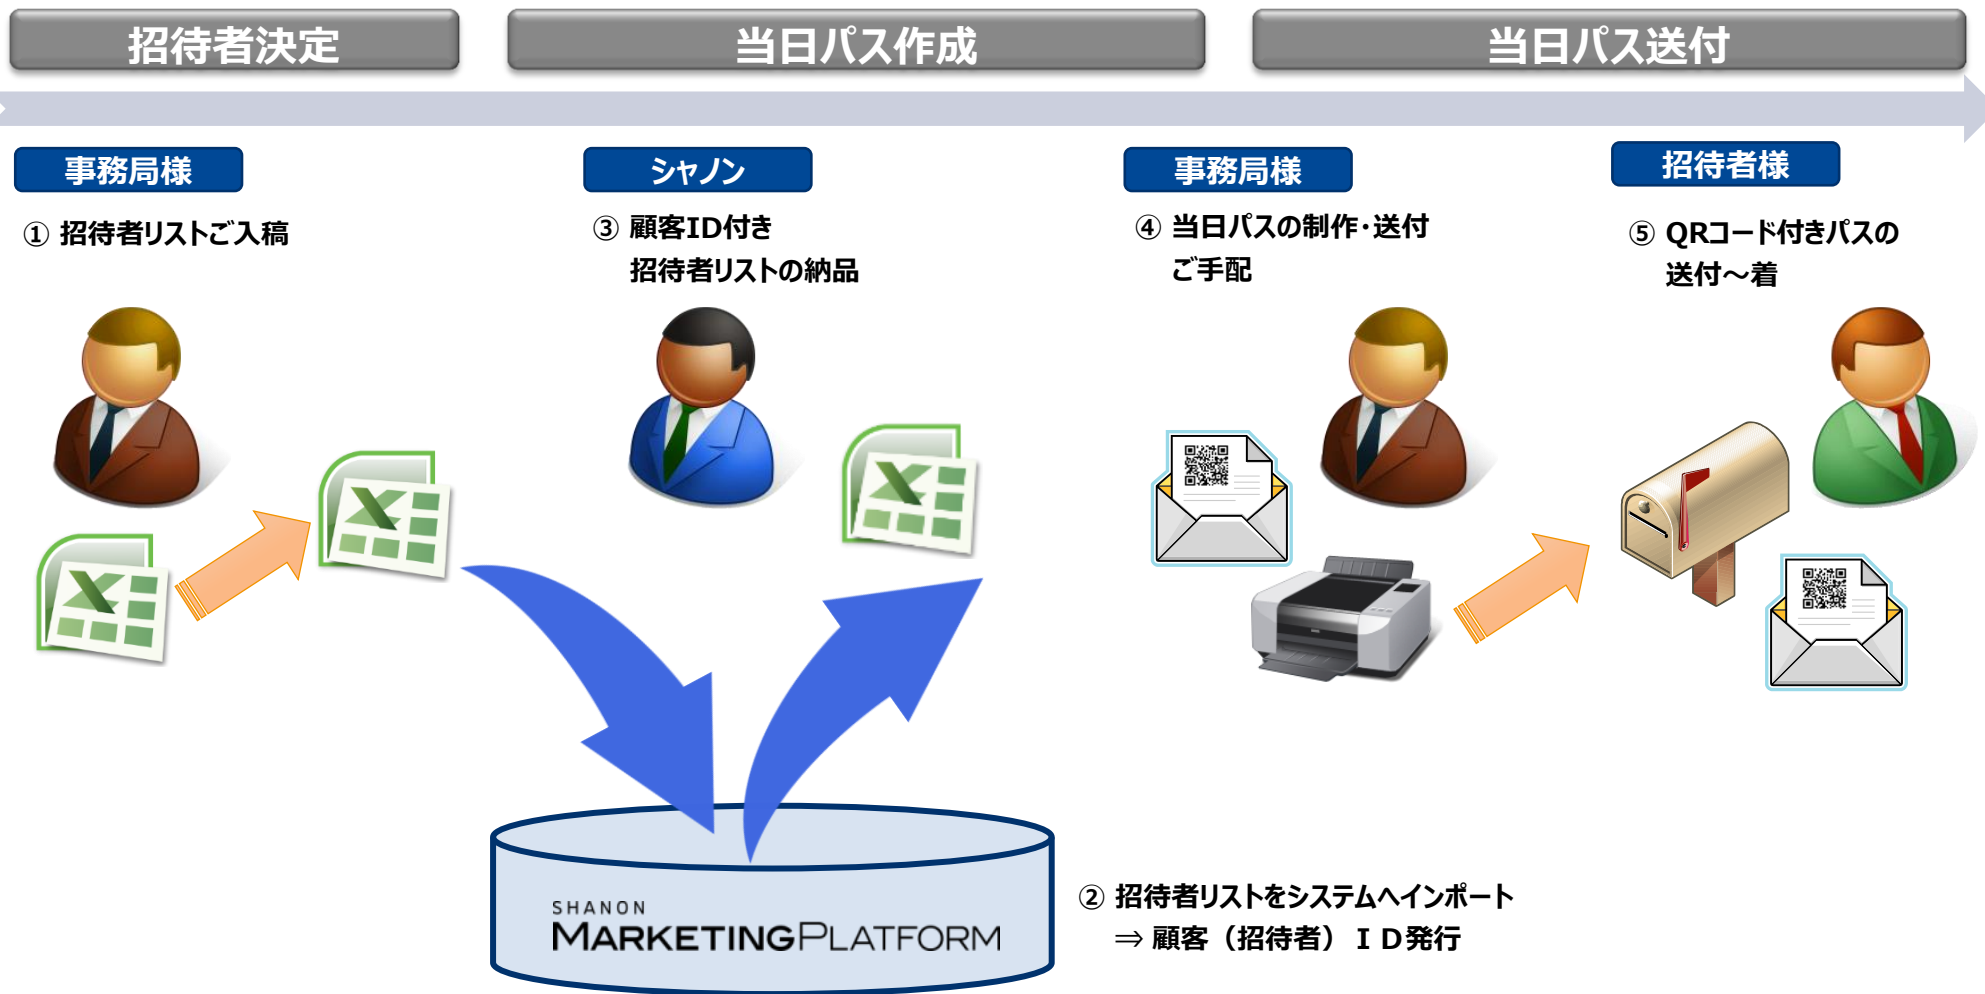 招待者決定
当日パス作成
当日パス送付
事務局様
① 招待者リストご入稿
シャノン
③ 顧客ID付き
招待者リストの納品
事務局様
④ 当日パスの制作・送付
ご手配
招待者様
⑤ QRコード付きパスの
送付～着
SHANON
MARKETINGPLATFORM
② 招待者リストをシステムへインポート
⇒ 顧客（招待者）ＩＤ発行